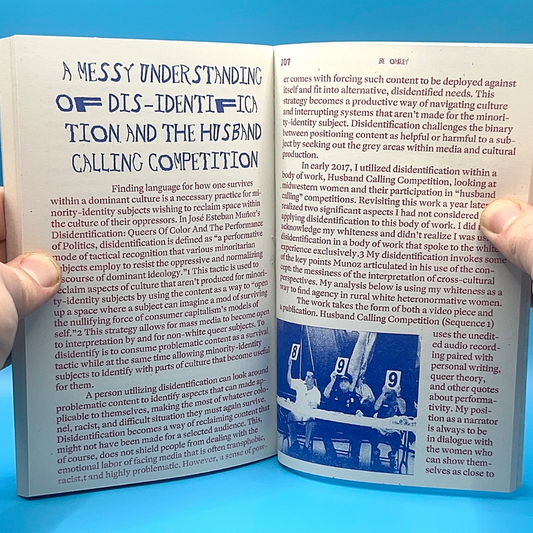 A MESSY UNDERSTANDING
OF DIS-IDENTIFICA
TION AND THE HUSBAND
CALLING COMPETITION
Finding language for how one survives
within a dominant culture is a necessary practice for mi-
nority-identity subjects wishing to reclaim space within
the culture of their oppressors. In José Esteban Muñoz's
Disidentification: Queers Of Color And The Performance
of Politics, disidentification is defined as "a performative
mode of tactical recognition that various minoritarian
subjects employ to resist the oppressive and normalizing
discourse of dominant ideology."1 This tactic is used to
reclaim aspects of culture that aren't produced for minori-
ty-identity subjects by using the content as a way to "open
up a space where a subject can imagine a mod of surviving
the nullifying force of consumer capitalism's models of
self."2 This strategy allows for mass media to become open
to interpretation by and for non-white queer subjects. To
disidentify is to consume problematic content as a survival
tactic while at the same time allowing minority-identity
subjects to identify with parts of culture that become useful
for them.
A person utilizing disidentification can look around
problematic content to identify aspects that can made ap-
plicable to themselves, making the most of whatever colo-
nel, racist, and difficult situation they must again survive.
Disidentification becomes a way of reclaiming content that
might not have been made for a selected audience. This,
of course, does not shield people from dealing with the
emotional labor of facing media that is often transphobic,
racist,t and highly problematic. However, a sense of pow-
107
er comes with forcing such content to be deployed against
itself and fit into alternative, disidentified needs. This
strategy becomes a productive way of navigating culture
and interrupting systems that aren't made for the minori-
ty-identity subject. Disidentification challenges the binary
between positioning content as helpful or harmful to a sub-
ject by seeking out the grey areas within media and cultural
production.
In early 2017, I utilized disidentification within a
body of work, Husband Calling Competition, looking at
midwestern women and their participation in "husband
calling" competitions. Revisiting this work a year later
realized two significant aspects I had not considered
applying disidentification to this body of work. I did
acknowledge my whiteness and didn't realize I was
disidentification in a body of work that spoke to the white
experience exclusively.3 My disidentification invokes some
of the key points Munoz articulated in his use of the con-
cept the messiness of the interpretation of cross-cultural
perspectives. My analysis below is using my whiteness as a
way to find agency in rural white heteronormative women.
The work takes the form of both a video piece and
a publication. Husband Calling Competition (Sequence 1)
uses the unedit-
ed audio record-
ing paired with
personal writing,
queer theory,
and other quotes
about performa-
tivity. My posi-
tion as a narrator
is always to be
in dialogue with
the women who
can show them-
selves as close to
8
9
9